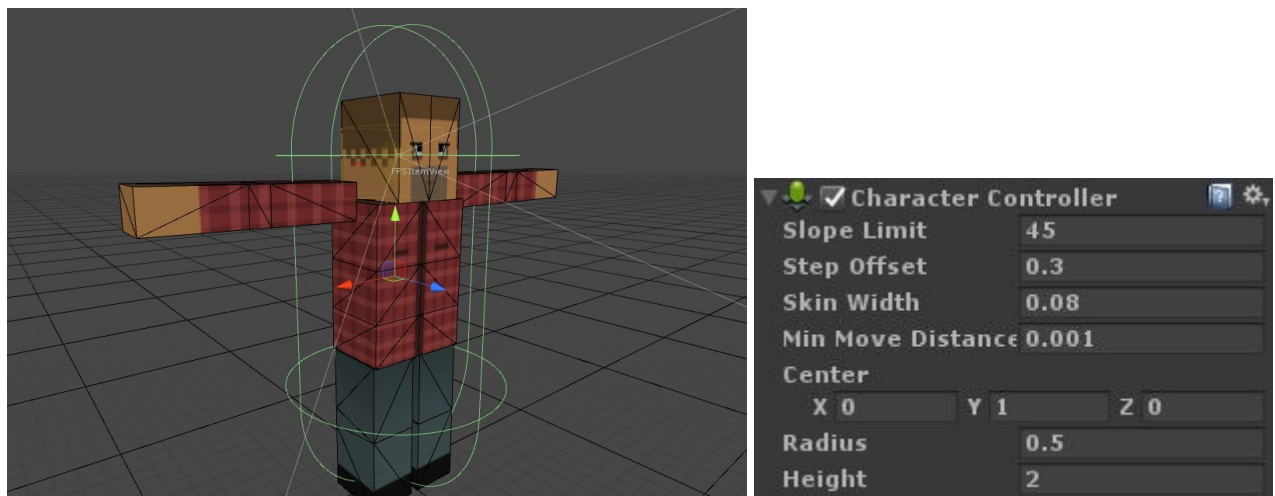 FPSItemView
Character Controller
Slope Limit 45
Step Offset 0.3
Skin Width 0.08
Min Move Distance 0.001
Center
X 0 Y 1 Z 0
Radius 0.5
Height 2